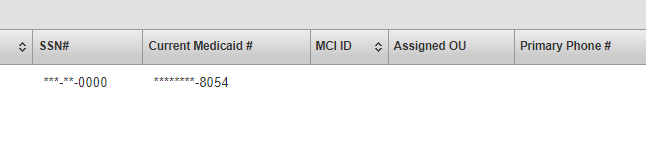 SSN# Current Medicaid # MCI ID Assigned OU Primary Phone #
***-**-0000 ********-8054